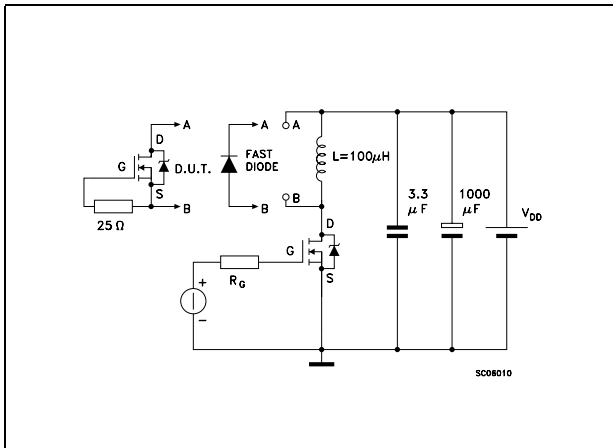 A
D
G
D.U.T.
S
B
25 Ω
A
FAST
DIODE
B
A
L=100μH
B
D
G
S
R_G
+
−
3.3
μF
1000
μF
V_DD
SC06010